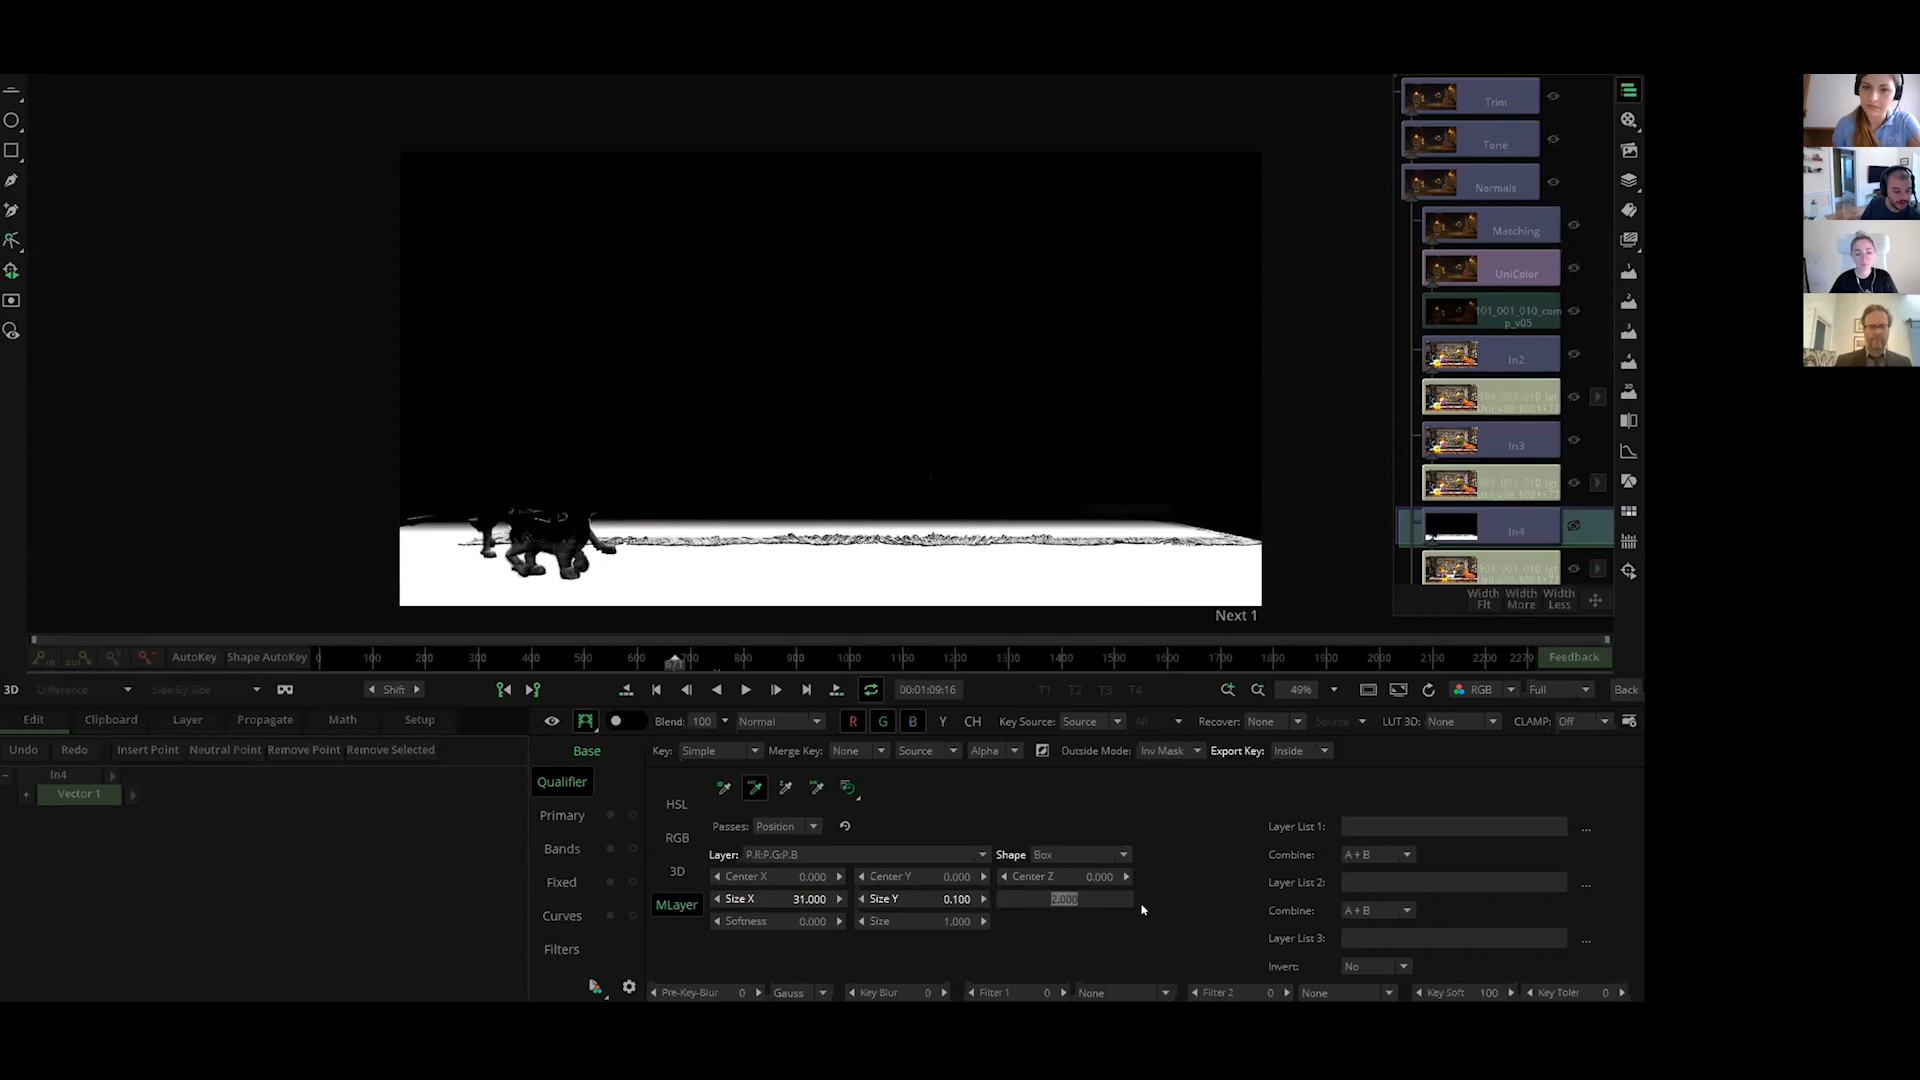 Trim
Tone
Normals
Matching
UniColor
101_001_010_com
p_v05
In2
In3
In4
Width Fit
Width More
Width Less
Next 1
in
out
AutoKey
Shape AutoKey
0 100 200 300 400 500 600 671 700 800 900 1000 1100 1200 1300 1400 1500 1600 1700 1800 1900 2000 2100 2200 2279
Feedback
3D Difference Side By Side Shift 00:01:09:16 T1 T2 T3 T4 49% RGB Full Back
Edit Clipboard Layer Propagate Math Setup
Blend: 100 Normal R G B Y CH Key Source: Source All Recover: None Source LUT 3D: None CLAMP: Off
Undo Redo Insert Point Neutral Point Remove Point Remove Selected
Base Key: Simple Merge Key: None Source Alpha Outside Mode: Inv Mask Export Key: Inside
In4
Vector 1
Qualifier
Primary
Bands
Fixed
Curves
Filters
HSL
RGB
3D
MLayer
Passes: Position
Layer: P.R:P.G:P.B Shape Box
Center X 0.000 Center Y 0.000 Center Z 0.000
Size X 31.000 Size Y 0.100 2.000
Softness 0.000 Size 1.000
Layer List 1: ...
Combine: A + B
Layer List 2: ...
Combine: A + B
Layer List 3: ...
Invert: No
Pre-Key-Blur 0 Gauss Key Blur 0 Filter 1 0 None Filter 2 0 None Key Soft 100 Key Toler 0